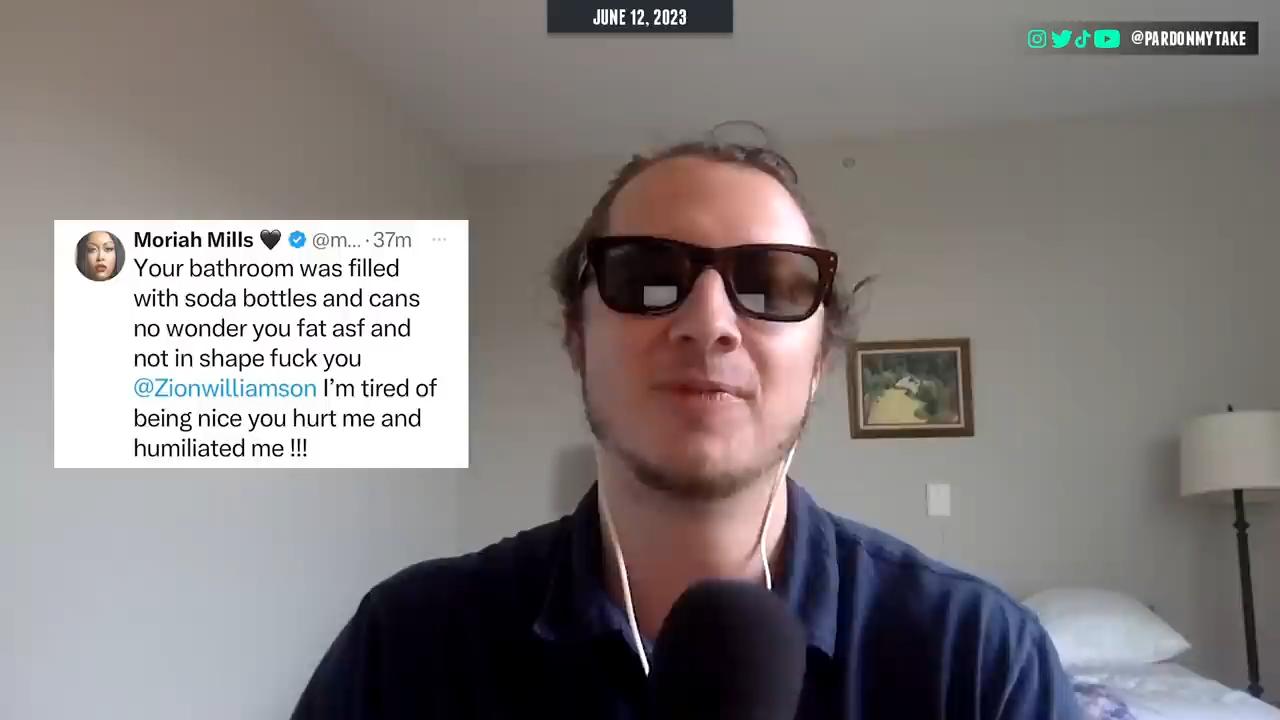 JUNE 12, 2023
@PARDONMYTAKE
Moriah Mills 🖤 @m... · 37m ...
Your bathroom was filled
with soda bottles and cans
no wonder you fat asf and
not in shape fuck you
@Zionwilliamson I'm tired of
being nice you hurt me and
humiliated me !!!